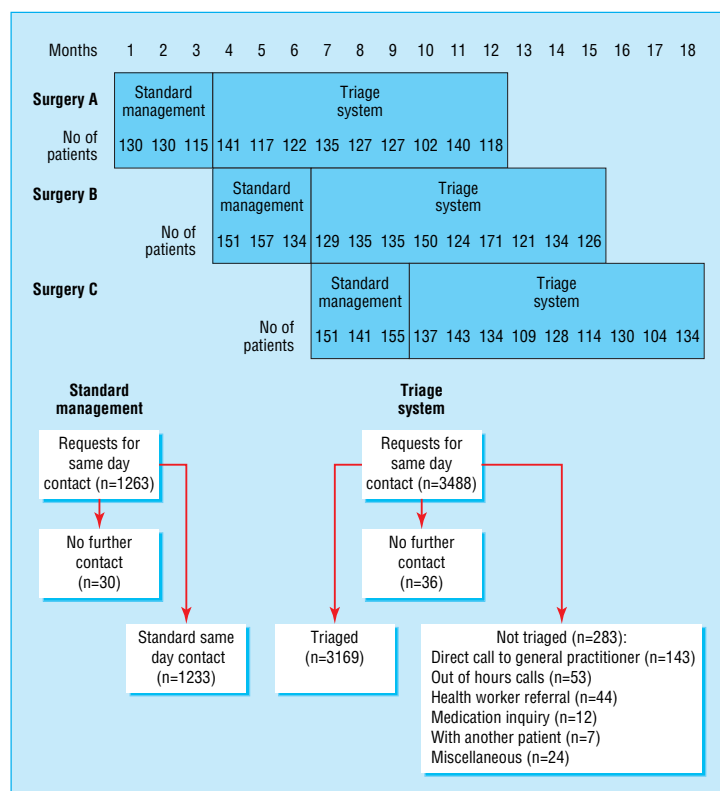 Months 1 2 3 4 5 6 7 8 9 10 11 12 13 14 15 16 17 18
Surgery A
Standard
management
Triage
system
No of
patients
130 130 115 141 117 122 135 127 127 102 140 118
Surgery B
Standard
management
Triage
system
No of
patients
151 157 134 129 135 135 150 124 171 121 134 126
Surgery C
Standard
management
Triage
system
No of
patients
151 141 155 137 143 134 109 128 114 130 104 134
Standard
management
Requests for
same day
contact (n=1263)
No further
contact
(n=30)
Standard same
day contact
(n=1233)
Triage
system
Requests for
same day
contact (n=3488)
No further
contact
(n=36)
Triaged
(n=3169)
Not triaged (n=283):
Direct call to general practitioner (n=143)
Out of hours calls (n=53)
Health worker referral (n=44)
Medication inquiry (n=12)
With another patient (n=7)
Miscellaneous (n=24)